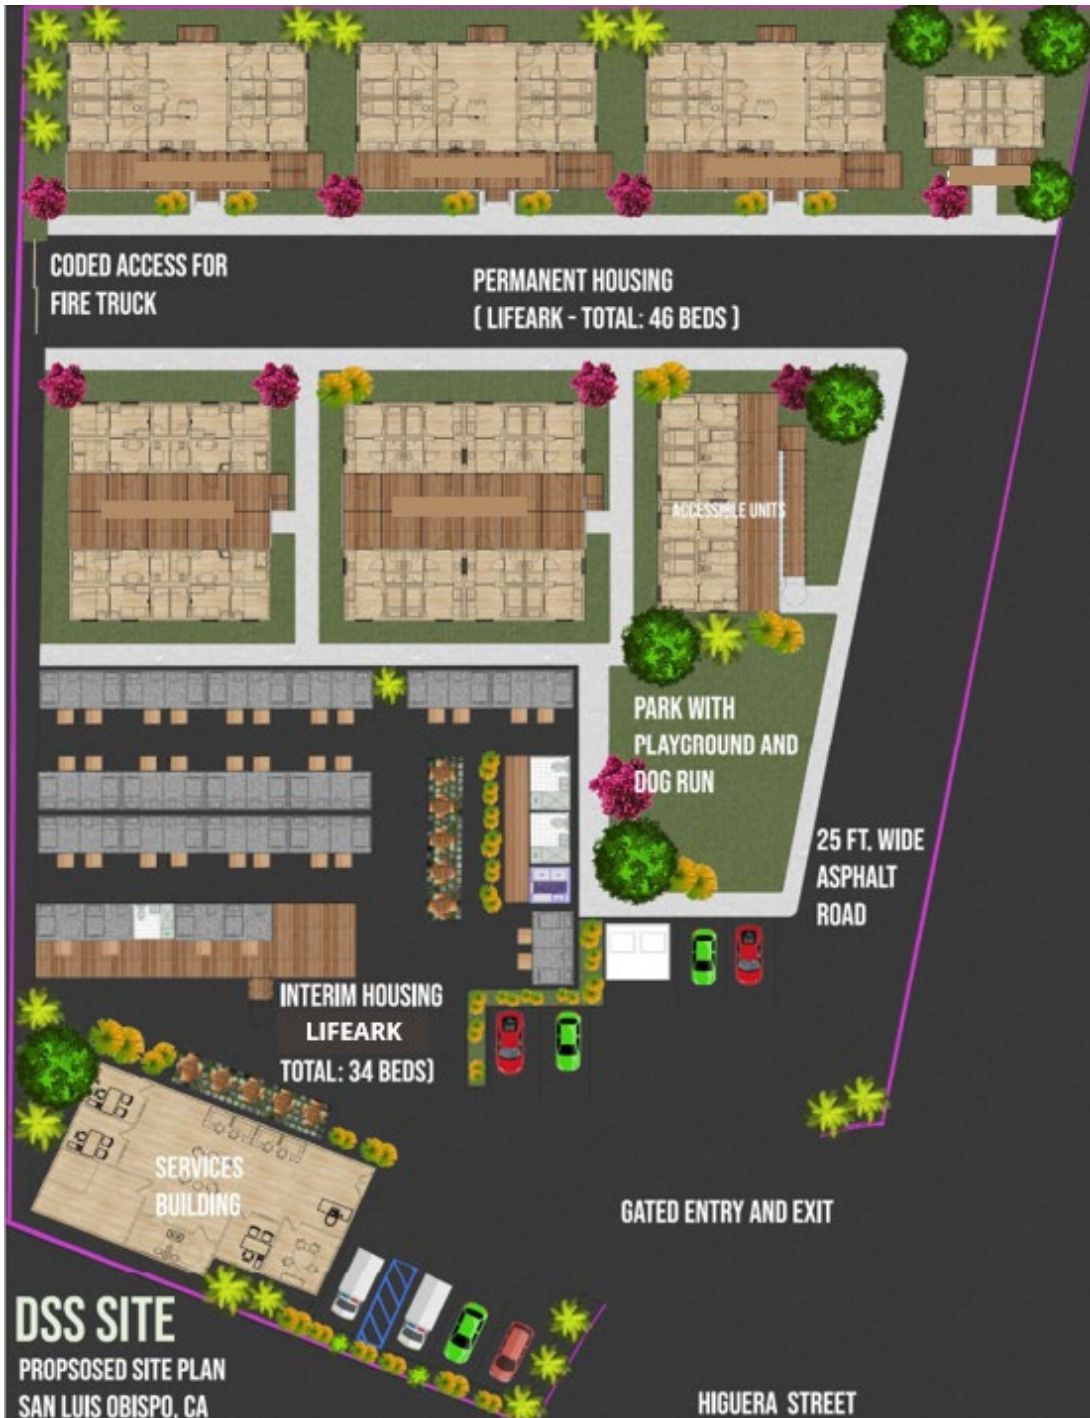 CODED ACCESS FOR
FIRE TRUCK
PERMANENT HOUSING
( LIFEARK - TOTAL: 46 BEDS )
ACCESSIBLE UNITS
PARK WITH
PLAYGROUND AND
DOG RUN
25 FT. WIDE
ASPHALT
ROAD
INTERIM HOUSING
LIFEARK
TOTAL: 34 BEDS)
SERVICES
BUILDING
GATED ENTRY AND EXIT
DSS SITE
PROPSOSED SITE PLAN
SAN LUIS OBISPO, CA
HIGUERA STREET